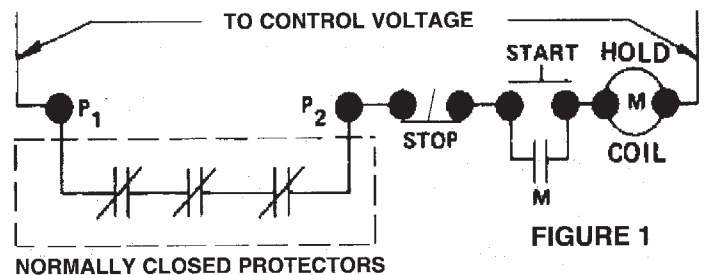 TO CONTROL VOLTAGE
START
HOLD
P1
P2
M
STOP
COIL
M
FIGURE 1
NORMALLY CLOSED PROTECTORS